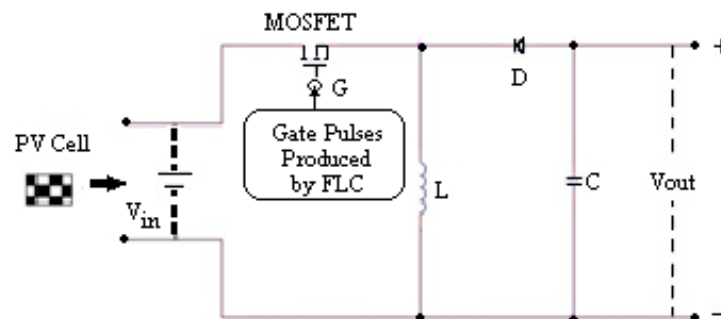 MOSFET
G
D
Gate Pulses
Produced
by FLC
PV Cell
Vin
L
C
Vout
+
−